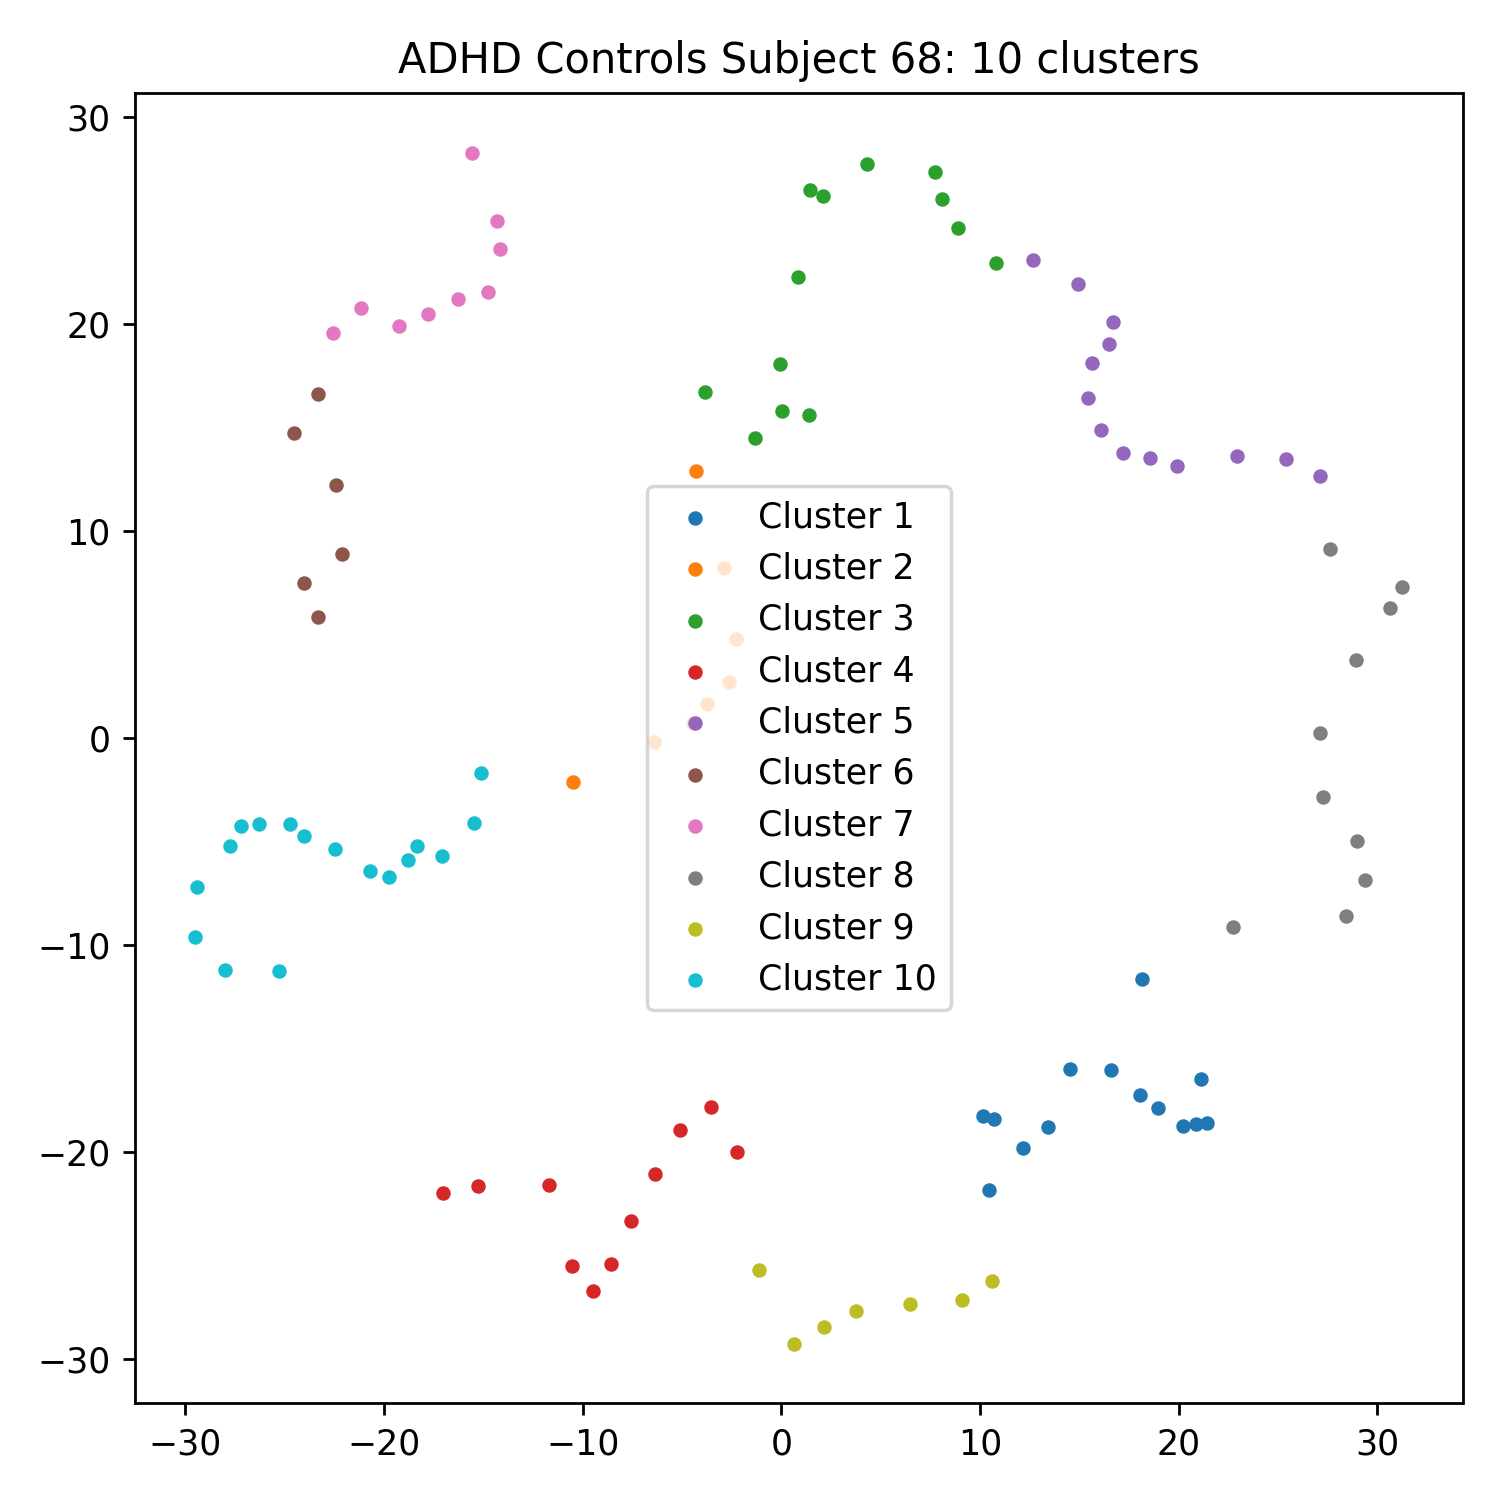 ADHD Controls Subject 68: 10 clusters
30
20
10
0
−10
−20
−30
Cluster 1
Cluster 2
Cluster 3
Cluster 4
Cluster 5
Cluster 6
Cluster 7
Cluster 8
Cluster 9
Cluster 10
−30 −20 −10 0 10 20 30